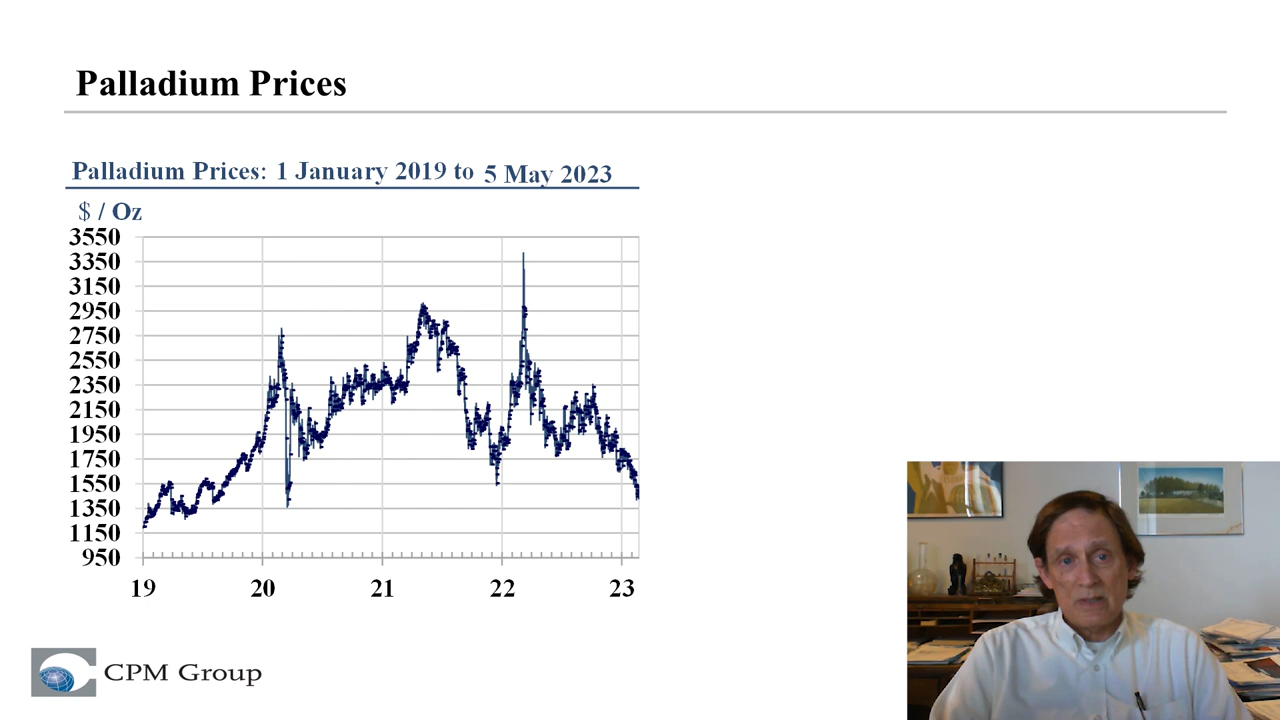 Palladium Prices
Palladium Prices: 1 January 2019 to 5 May 2023
$ / Oz
3550
3350
3150
2950
2750
2550
2350
2150
1950
1750
1550
1350
1150
950
19 20 21 22 23
CPM Group